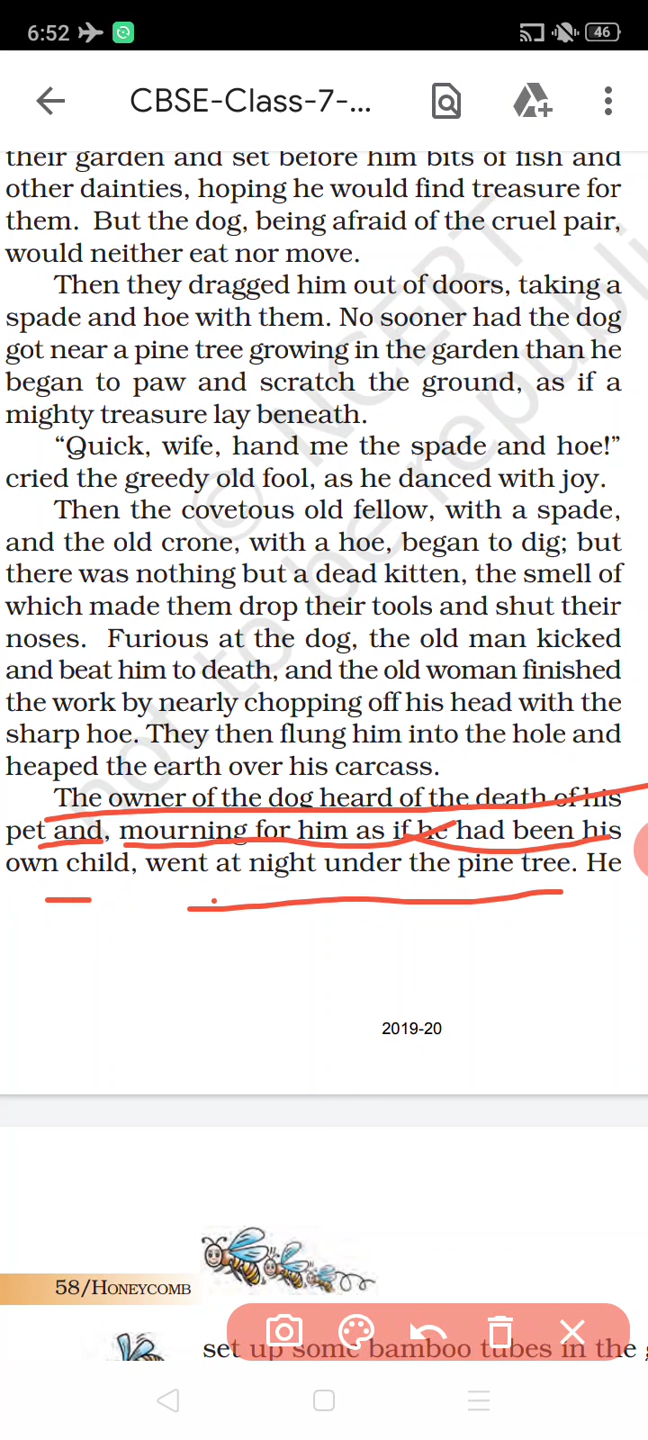 6:52
46
CBSE-Class-7-...
their garden and set before him bits of fish and
other dainties, hoping he would find treasure for
them. But the dog, being afraid of the cruel pair,
would neither eat nor move.
Then they dragged him out of doors, taking a
spade and hoe with them. No sooner had the dog
got near a pine tree growing in the garden than he
began to paw and scratch the ground, as if a
mighty treasure lay beneath.
“Quick, wife, hand me the spade and hoe!”
cried the greedy old fool, as he danced with joy.
Then the covetous old fellow, with a spade,
and the old crone, with a hoe, began to dig; but
there was nothing but a dead kitten, the smell of
which made them drop their tools and shut their
noses. Furious at the dog, the old man kicked
and beat him to death, and the old woman finished
the work by nearly chopping off his head with the
sharp hoe. They then flung him into the hole and
heaped the earth over his carcass.
The owner of the dog heard of the death of his
pet and, mourning for him as if he had been his
own child, went at night under the pine tree. He
© NCERT
not to be republi
2019-20
58/HONEYCOMB
set up some bamboo tubes in the